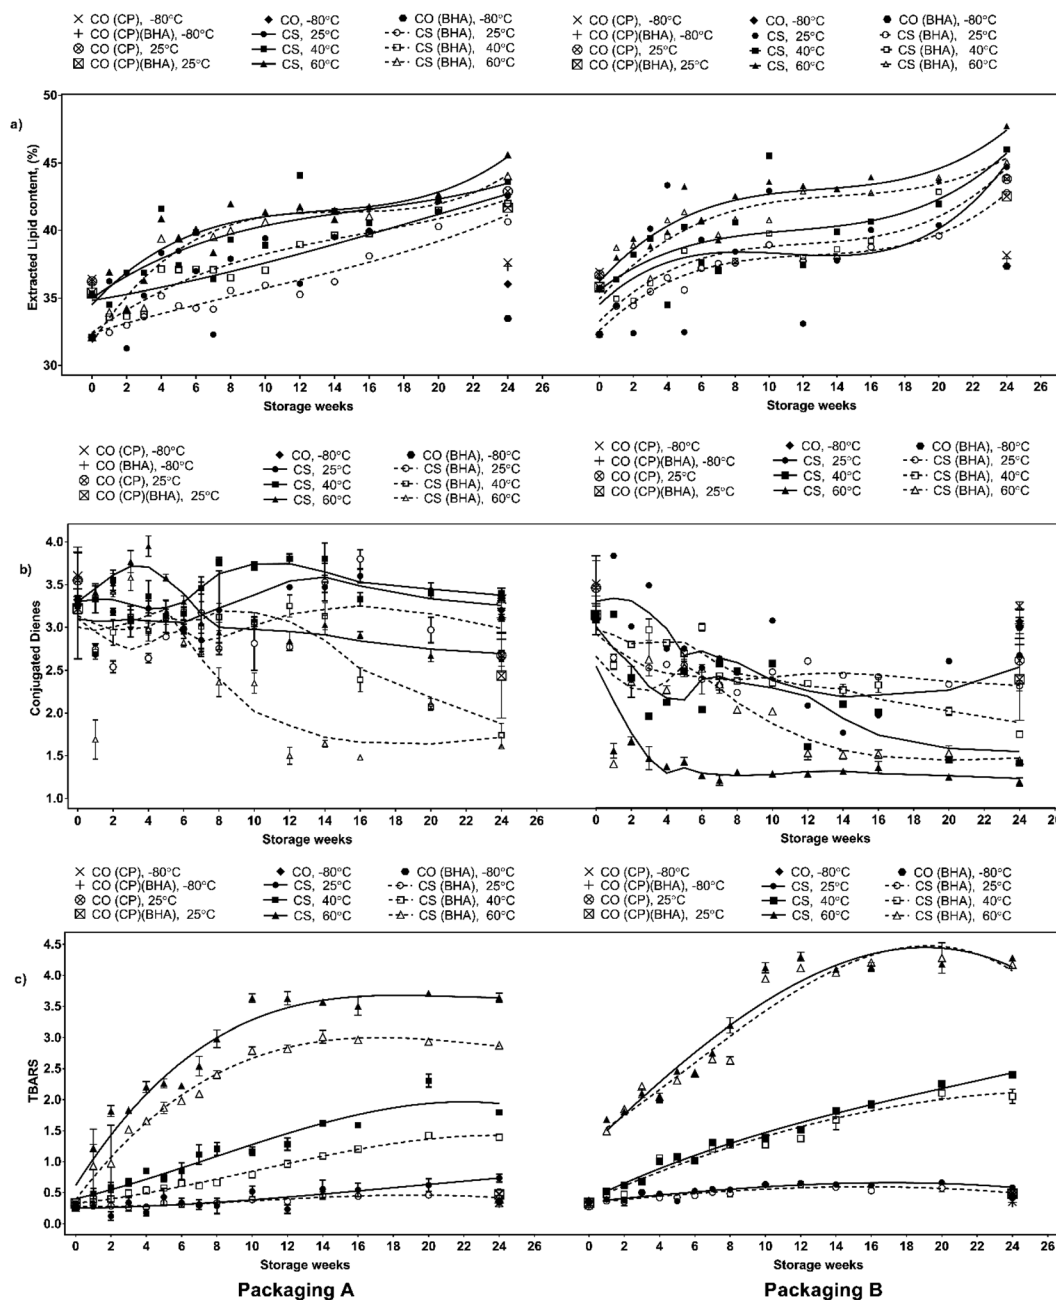 CO (CP), -80°C
CO (CP)(BHA), -80°C
CO (CP), 25°C
CO (CP)(BHA), 25°C
CO, -80°C
CS, 25°C
CS, 40°C
CS, 60°C
CO (BHA), -80°C
CS (BHA), 25°C
CS (BHA), 40°C
CS (BHA), 60°C
CO (CP), -80°C
CO (CP)(BHA), -80°C
CO (CP), 25°C
CO (CP)(BHA), 25°C
CO, -80°C
CS, 25°C
CS, 40°C
CS, 60°C
CO (BHA), -80°C
CS (BHA), 25°C
CS (BHA), 40°C
CS (BHA), 60°C
a)
Extracted Lipid content, (%)
50
45
40
35
30
0 2 4 6 8 10 12 14 16 18 20 22 24 26
0 2 4 6 8 10 12 14 16 18 20 22 24 26
Storage weeks
Storage weeks
CO (CP), -80°C
CO (BHA), -80°C
CO (CP), 25°C
CO (CP)(BHA), 25°C
CO, -80°C
CS, 25°C
CS, 40°C
CS, 60°C
CO (BHA), -80°C
CS (BHA), 25°C
CS (BHA), 40°C
CS (BHA), 60°C
CO (CP), -80°C
CO (CP)(BHA), -80°C
CO (CP), 25°C
CO (CP)(BHA), 25°C
CO, -80°C
CS, 25°C
CS, 40°C
CS, 60°C
CO (BHA), -80°C
CS (BHA), 25°C
CS (BHA), 40°C
CS (BHA), 60°C
b)
Conjugated Dienes
4.0
3.5
3.0
2.5
2.0
1.5
1.0
0 2 4 6 8 10 12 14 16 18 20 22 24 26
0 2 4 6 8 10 12 14 16 18 20 22 24 26
Storage weeks
Storage weeks
CO (CP), -80°C
CO (CP)(BHA), -80°C
CO (CP), 25°C
CO (CP)(BHA), 25°C
CO, -80°C
CS, 25°C
CS, 40°C
CS, 60°C
CO (BHA), -80°C
CS (BHA), 25°C
CS (BHA), 40°C
CS (BHA), 60°C
CO (CP), -80°C
CO (CP)(BHA), -80°C
CO (CP), 25°C
CO (CP)(BHA), 25°C
CO, -80°C
CS, 25°C
CS, 40°C
CS, 60°C
CO (BHA), -80°C
CS (BHA), 25°C
CS (BHA), 40°C
CS (BHA), 60°C
c)
TBARS
4.5
4.0
3.5
3.0
2.5
2.0
1.5
1.0
0.5
0.0
0 2 4 6 8 10 12 14 16 18 20 22 24 26
0 2 4 6 8 10 12 14 16 18 20 22 24 26
Storage weeks
Storage weeks
Packaging A
Packaging B